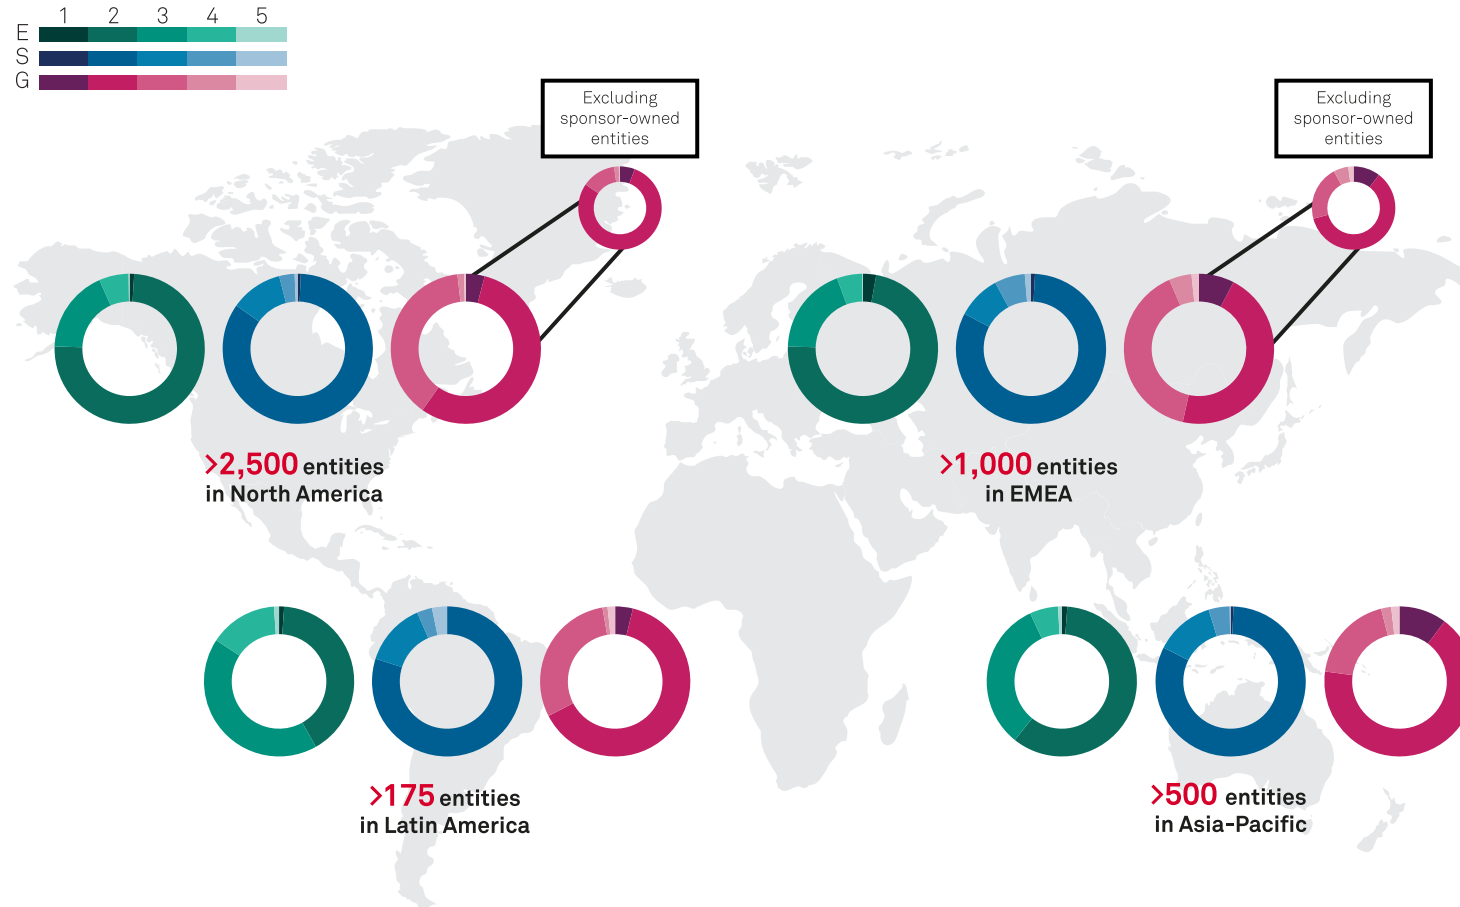 1 2 3 4 5
E
S
G
Excluding
sponsor-owned
entities
Excluding
sponsor-owned
entities
>2,500 entities
in North America
>1,000 entities
in EMEA
>175 entities
in Latin America
>500 entities
in Asia-Pacific